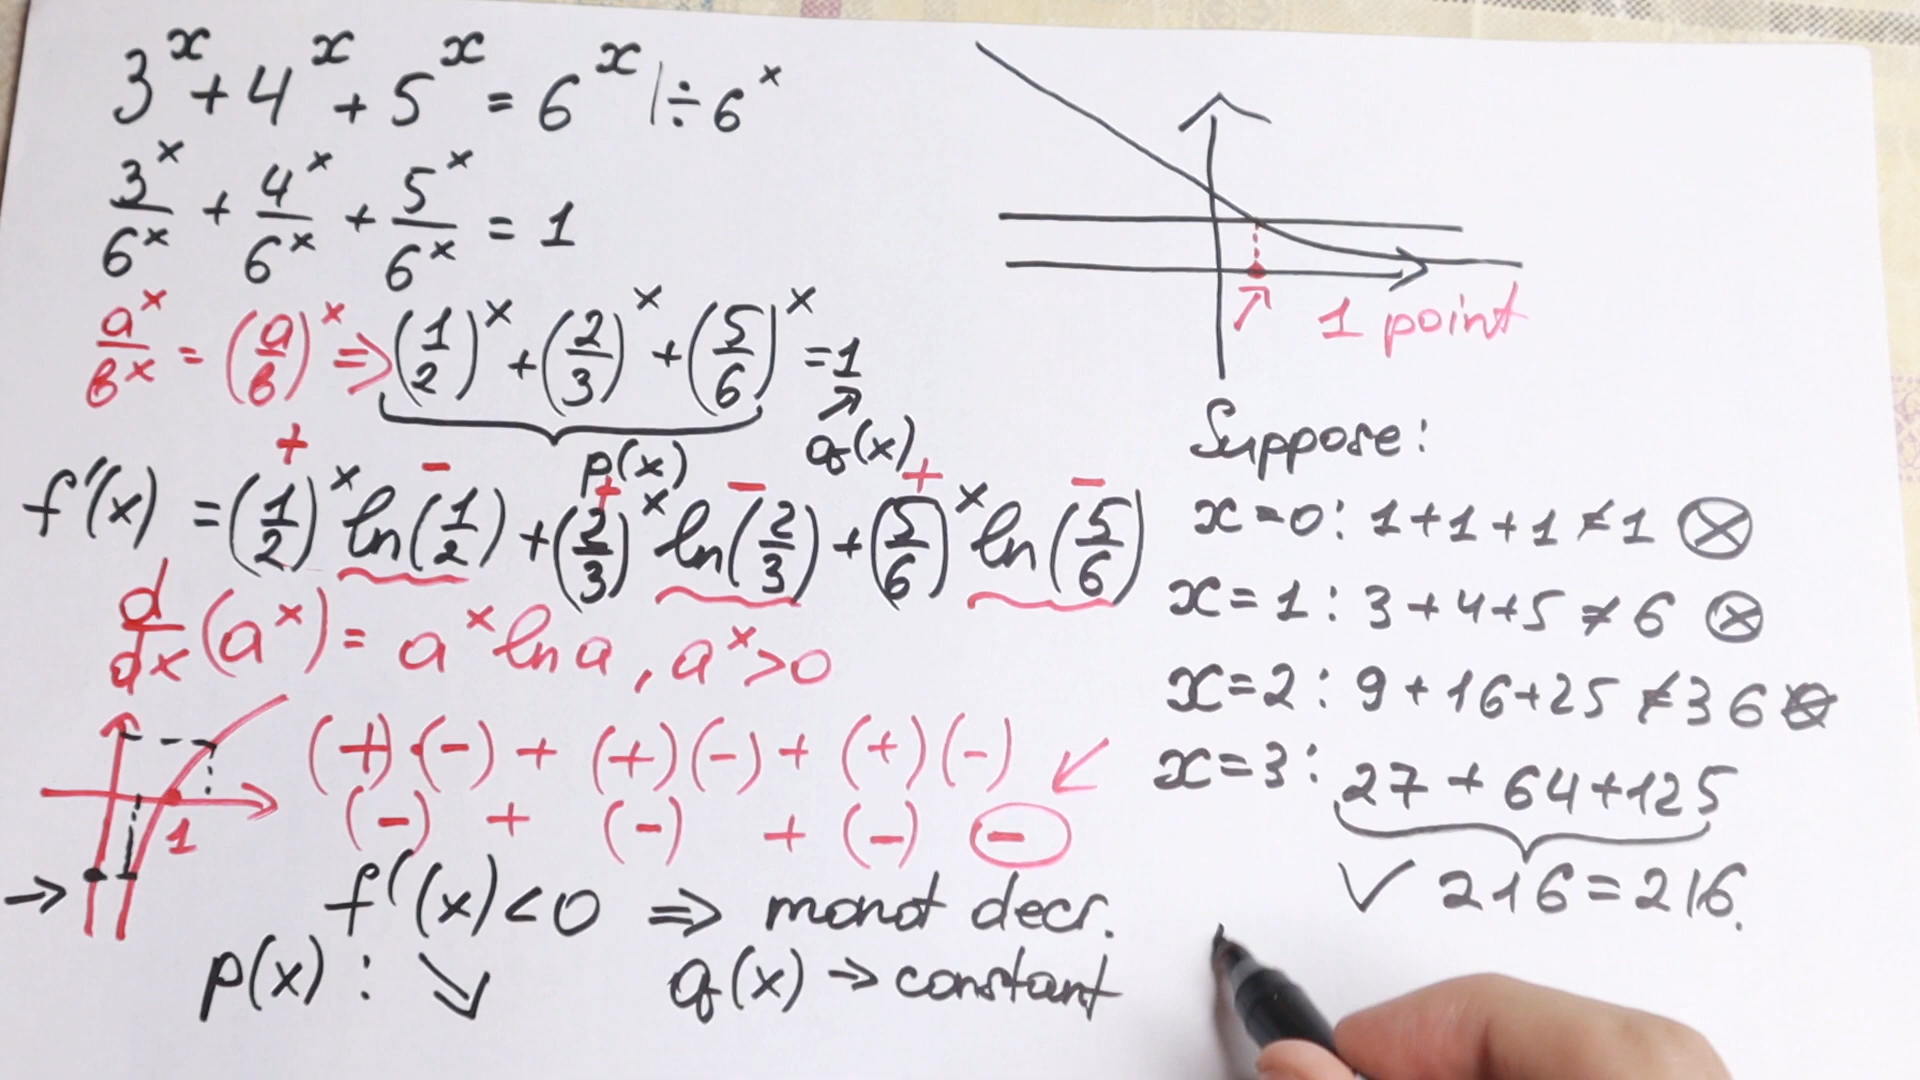 3^x + 4^x + 5^x = 6^x | ÷ 6^x
3^x/6^x + 4^x/6^x + 5^x/6^x = 1
a^x/b^x = (a/b)^x ⇒ (1/2)^x + (2/3)^x + (5/6)^x = 1
p(x) q(x)
+ - + - + -
f'(x) = (1/2)^x ln(1/2) + (2/3)^x ln(2/3) + (5/6)^x ln(5/6)
d/dx (a^x) = a^x ln a, a^x > 0
(+)·(-) + (+)(-) + (+)(-) ↙
(-) + (-) + (-) -
1
→
f'(x) < 0 ⇒ monot decr.
p(x) : ↘ q(x) → constant
↗ 1 point
Suppose:
x=0: 1+1+1 ≠ 1 ⊗
x=1: 3+4+5 ≠ 6 ⊗
x=2: 9+16+25 ≠ 36 ⊗
x=3: 27+64+125
✓ 216=216.